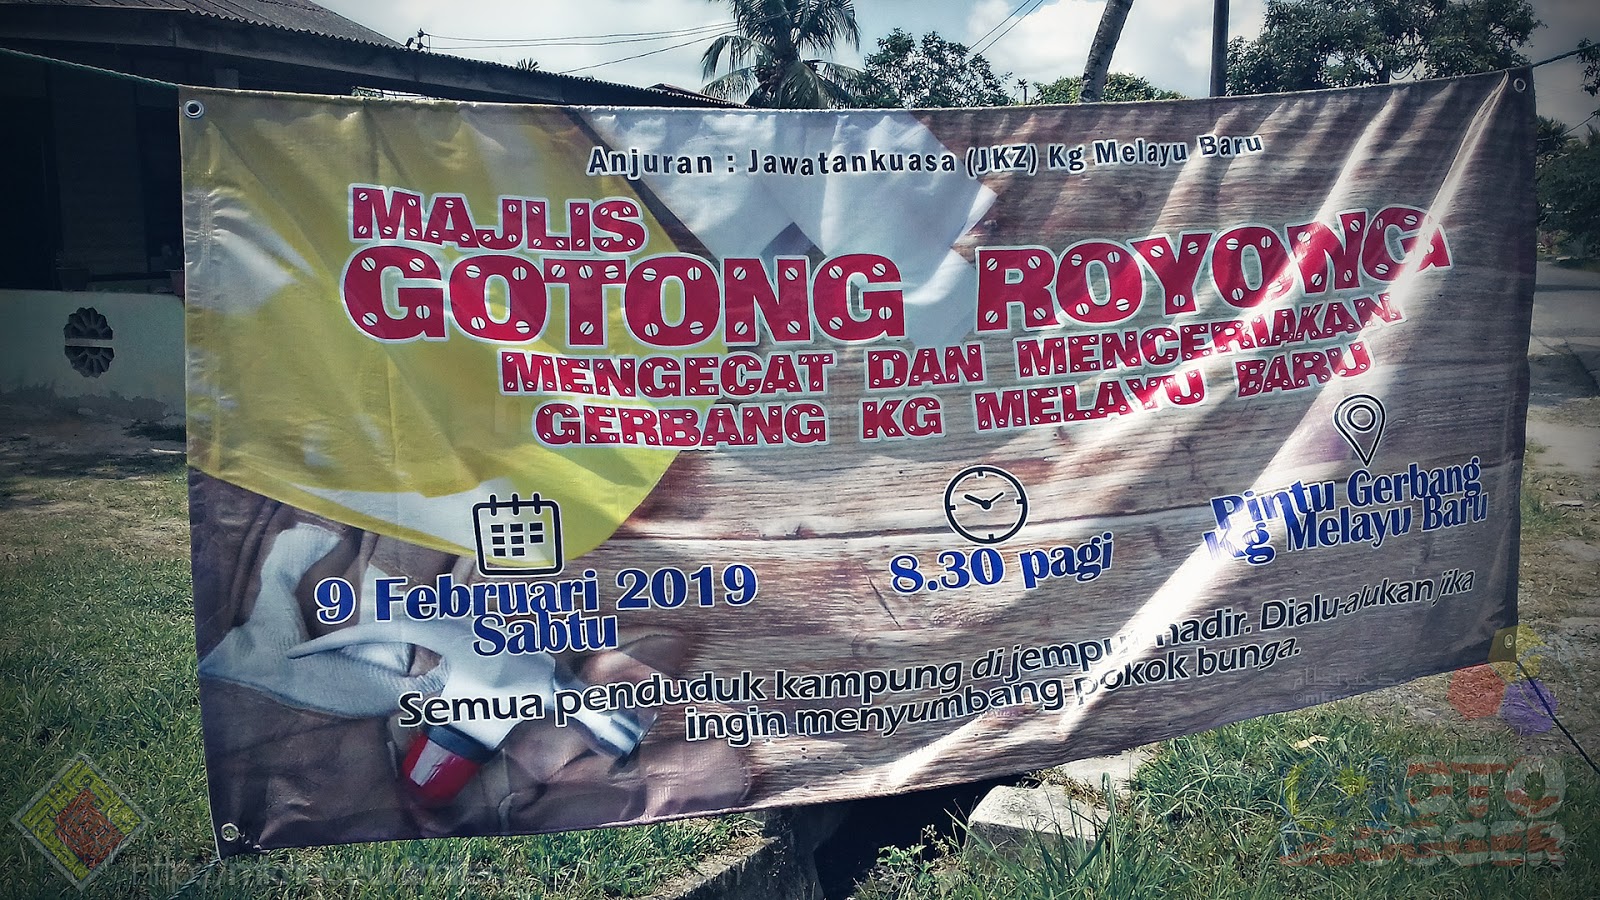 Anjuran : Jawatankuasa (JKZ) Kg Melayu Baru
MAJLIS
GOTONG ROYONG
MENGECAT DAN MENCERIAKAN
GERBANG KG MELAYU BARU
9 Februari 2019
Sabtu
8.30 pagi
Pintu Gerbang
Kg Melayu Baru
Semua penduduk kampung di jemput hadir. Dialu-alukan jika
ingin menyumbang pokok bunga.